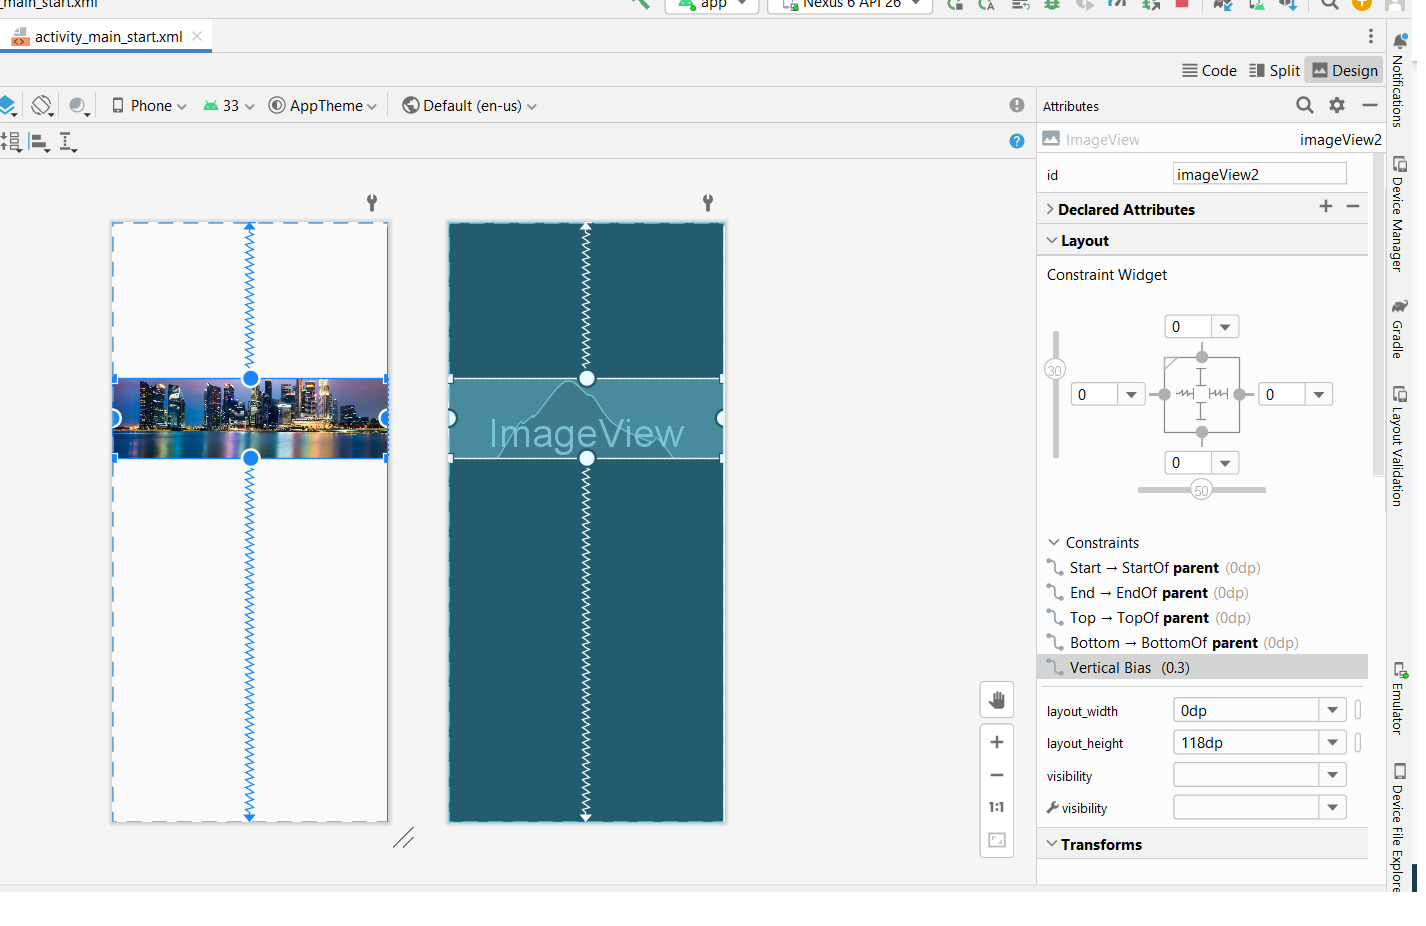 _main_start.xml
app
Nexus 6 API 26
activity_main_start.xml
Code
Split
Design
Phone
33
AppTheme
Default (en-us)
Attributes
ImageView
imageView2
id
imageView2
Declared Attributes
Layout
Constraint Widget
0
30
0
0
0
50
Constraints
Start → StartOf parent (0dp)
End → EndOf parent (0dp)
Top → TopOf parent (0dp)
Bottom → BottomOf parent (0dp)
Vertical Bias (0.3)
layout_width
0dp
layout_height
118dp
visibility
visibility
Transforms
ImageView
1:1
Notifications
Device Manager
Gradle
Layout Validation
Emulator
Device File Explore